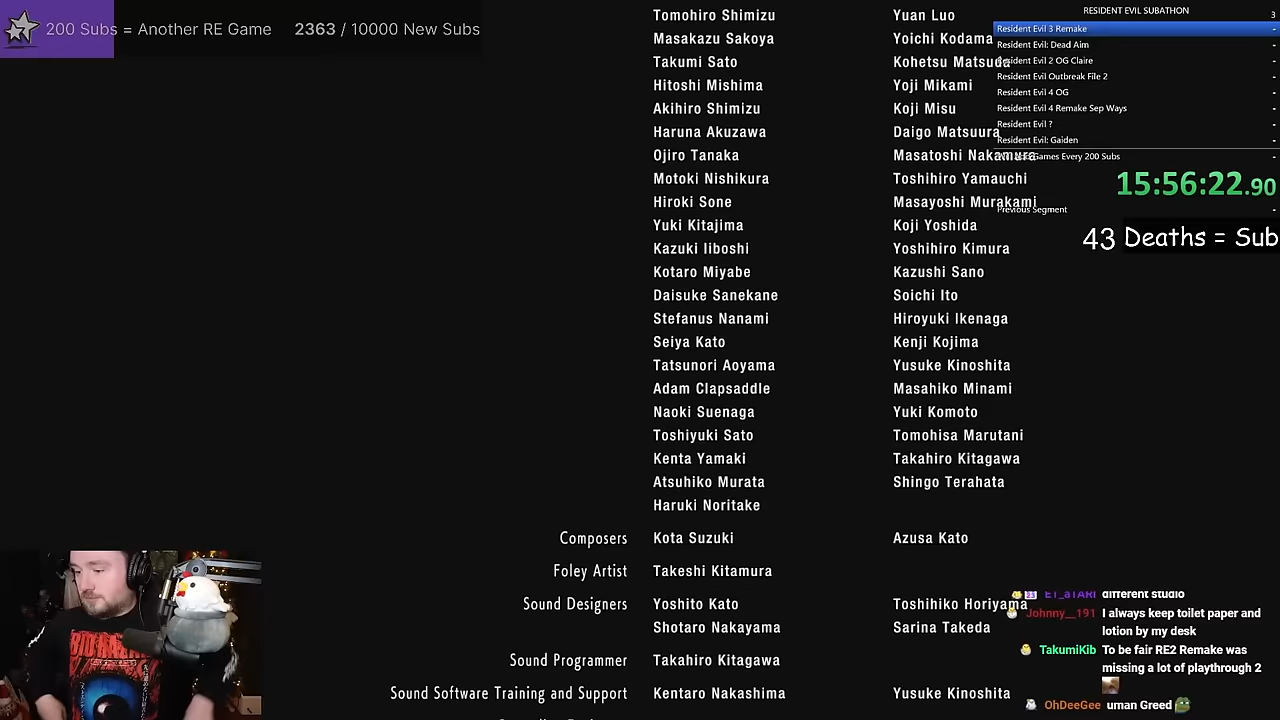 200 Subs = Another RE Game 2363 / 10000 New Subs
Tomohiro Shimizu Yuan Luo
Masakazu Sakoya Yoichi Kodama
Takumi Sato Kohetsu Matsuda
Hitoshi Mishima Yoji Mikami
Akihiro Shimizu Koji Misu
Haruna Akuzawa Daigo Matsuura
Ojiro Tanaka Masatoshi Nakamura
Motoki Nishikura Toshihiro Yamauchi
Hiroki Sone Masayoshi Murakami
Yuki Kitajima Koji Yoshida
Kazuki Iiboshi Yoshihiro Kimura
Kotaro Miyabe Kazushi Sano
Daisuke Sanekane Soichi Ito
Stefanus Nanami Hiroyuki Ikenaga
Seiya Kato Kenji Kojima
Tatsunori Aoyama Yusuke Kinoshita
Adam Clapsaddle Masahiko Minami
Naoki Suenaga Yuki Komoto
Toshiyuki Sato Tomohisa Marutani
Kenta Yamaki Takahiro Kitagawa
Atsuhiko Murata Shingo Terahata
Haruki Noritake
Composers Kota Suzuki Azusa Kato
Foley Artist Takeshi Kitamura
Sound Designers Yoshito Kato Toshihiko Horiyama
Shotaro Nakayama Sarina Takeda
Sound Programmer Takahiro Kitagawa
Sound Software Training and Support Kentaro Nakashima Yusuke Kinoshita
RESIDENT EVIL SUBATHON
3
Resident Evil 3 Remake -
Resident Evil: Dead Aim -
Resident Evil 2 OG Claire -
Resident Evil Outbreak File 2 -
Resident Evil 4 OG -
Resident Evil 4 Remake Sep Ways -
Resident Evil ? -
Resident Evil: Gaiden -
Games Every 200 Subs -
15:56:22.90
Previous Segment -
43 Deaths = Sub
ET_aTARI different studio
Johnny__191 I always keep toilet paper and
lotion by my desk
TakumiKib To be fair RE2 Remake was
missing a lot of playthrough 2
OhDeeGee uman Greed